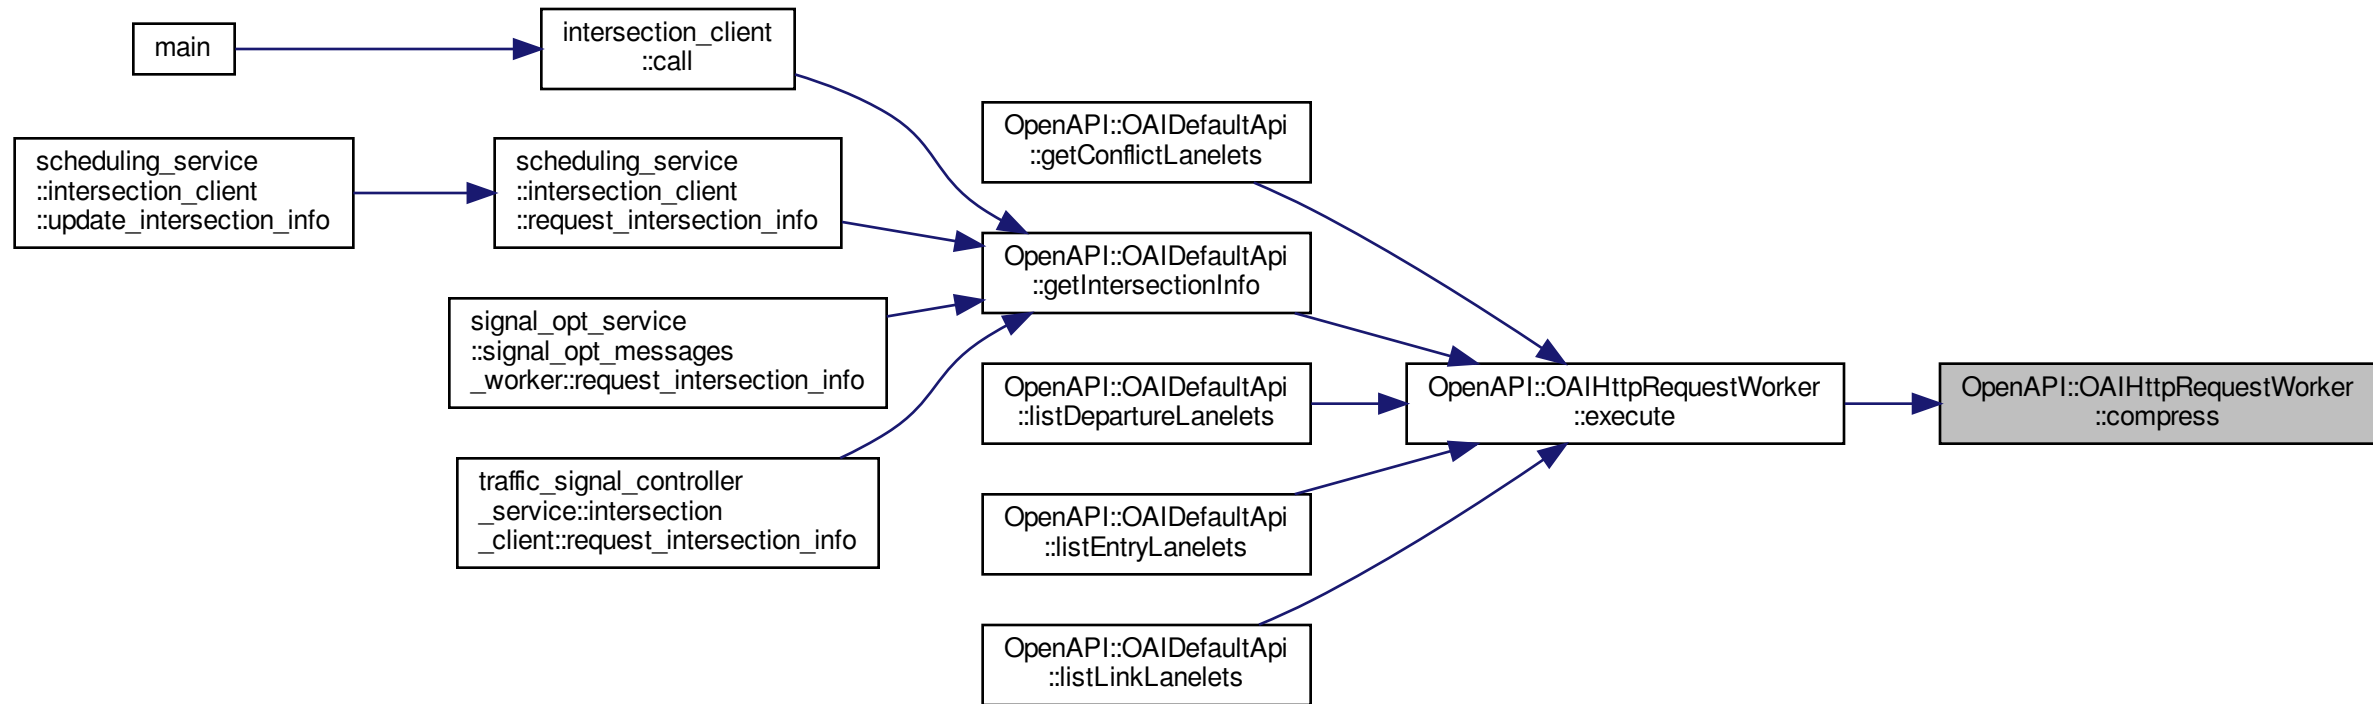 main
intersection_client
::call
scheduling_service
::intersection_client
::update_intersection_info
scheduling_service
::intersection_client
::request_intersection_info
signal_opt_service
::signal_opt_messages
_worker::request_intersection_info
traffic_signal_controller
_service::intersection
_client::request_intersection_info
OpenAPI::OAIDefaultApi
::getConflictLanelets
OpenAPI::OAIDefaultApi
::getIntersectionInfo
OpenAPI::OAIDefaultApi
::listDepartureLanelets
OpenAPI::OAIDefaultApi
::listEntryLanelets
OpenAPI::OAIDefaultApi
::listLinkLanelets
OpenAPI::OAIHttpRequestWorker
::execute
OpenAPI::OAIHttpRequestWorker
::compress